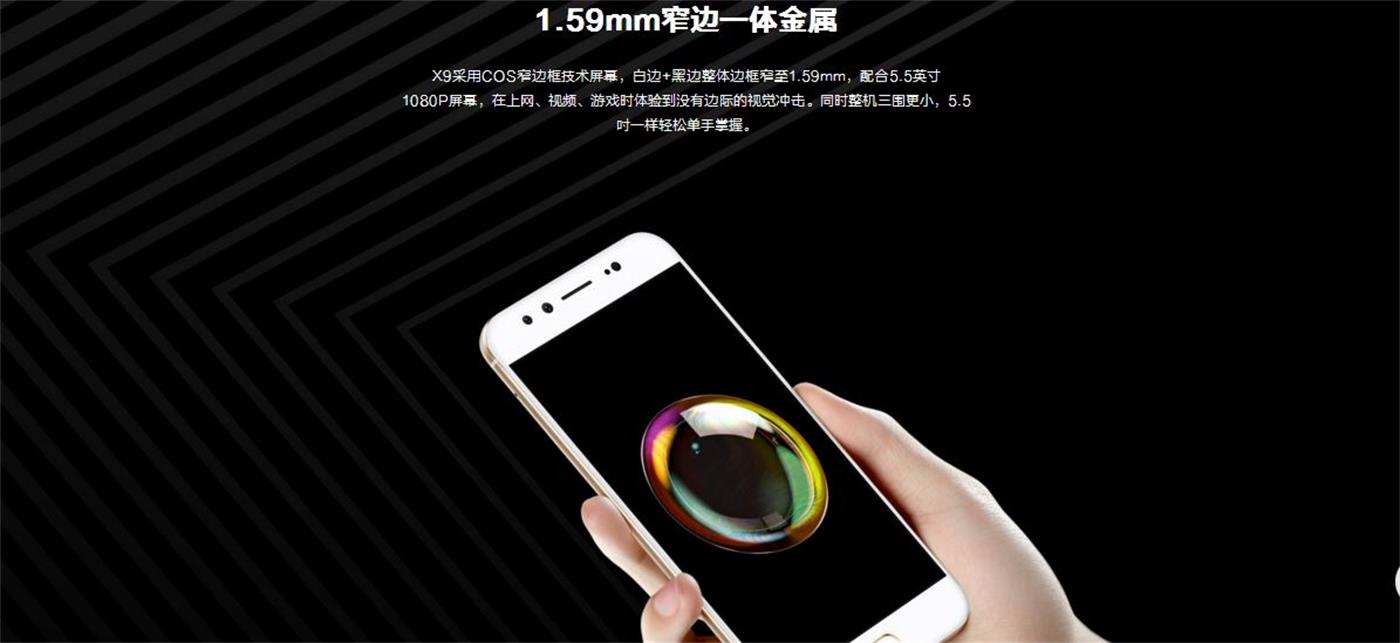 1.59mm窄边一体金属
X9采用COS窄边框技术屏幕，白边+黑边整体边框窄至1.59mm，配合5.5英寸
1080P屏幕，在上网、视频、游戏时体验到没有边际的视觉冲击。同时整机三围更小，5.5
吋一样轻松单手掌握。